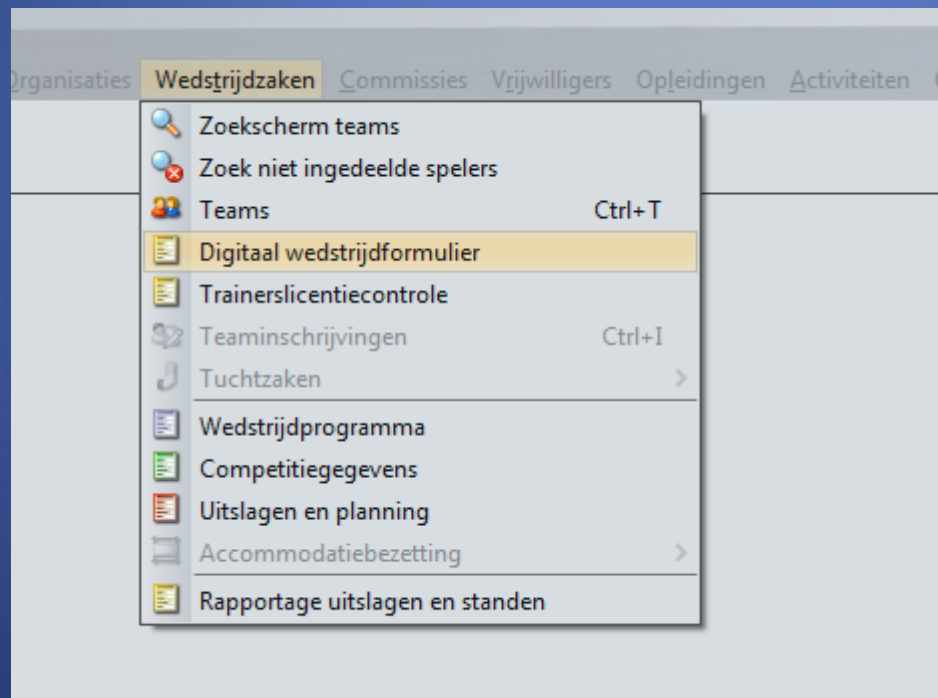 Organisaties Wedstrijdzaken Commissies Vrijwilligers Opleidingen Activiteiten
Zoekscherm teams
Zoek niet ingedeelde spelers
Teams Ctrl+T
Digitaal wedstrijdformulier
Trainerslicentiecontrole
Teaminschrijvingen Ctrl+I
Tuchtzaken
Wedstrijdprogramma
Competitiegegevens
Uitslagen en planning
Accommodatiebezetting
Rapportage uitslagen en standen